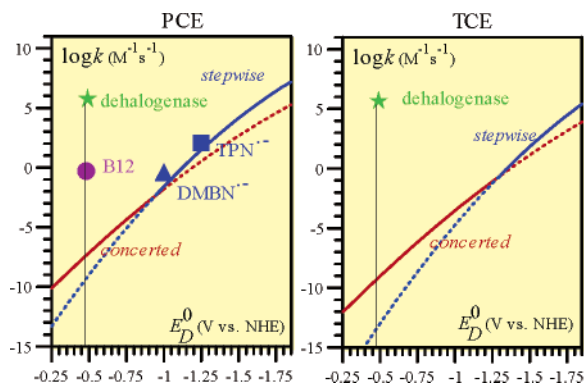 PCE
TCE
10
5
0
-5
-10
-15
logk (M⁻¹s⁻¹)
stepwise
dehalogenase
B12
TPN·−
DMBN·−
concerted
E⁰D (V vs. NHE)
-0.25 -0.5 -0.75 -1 -1.25 -1.5 -1.75
10
5
0
-5
-10
-15
logk (M⁻¹s⁻¹)
dehalogenase
stepwise
concerted
E⁰D (V vs. NHE)
-0.25 -0.5 -0.75 -1 -1.25 -1.5 -1.75